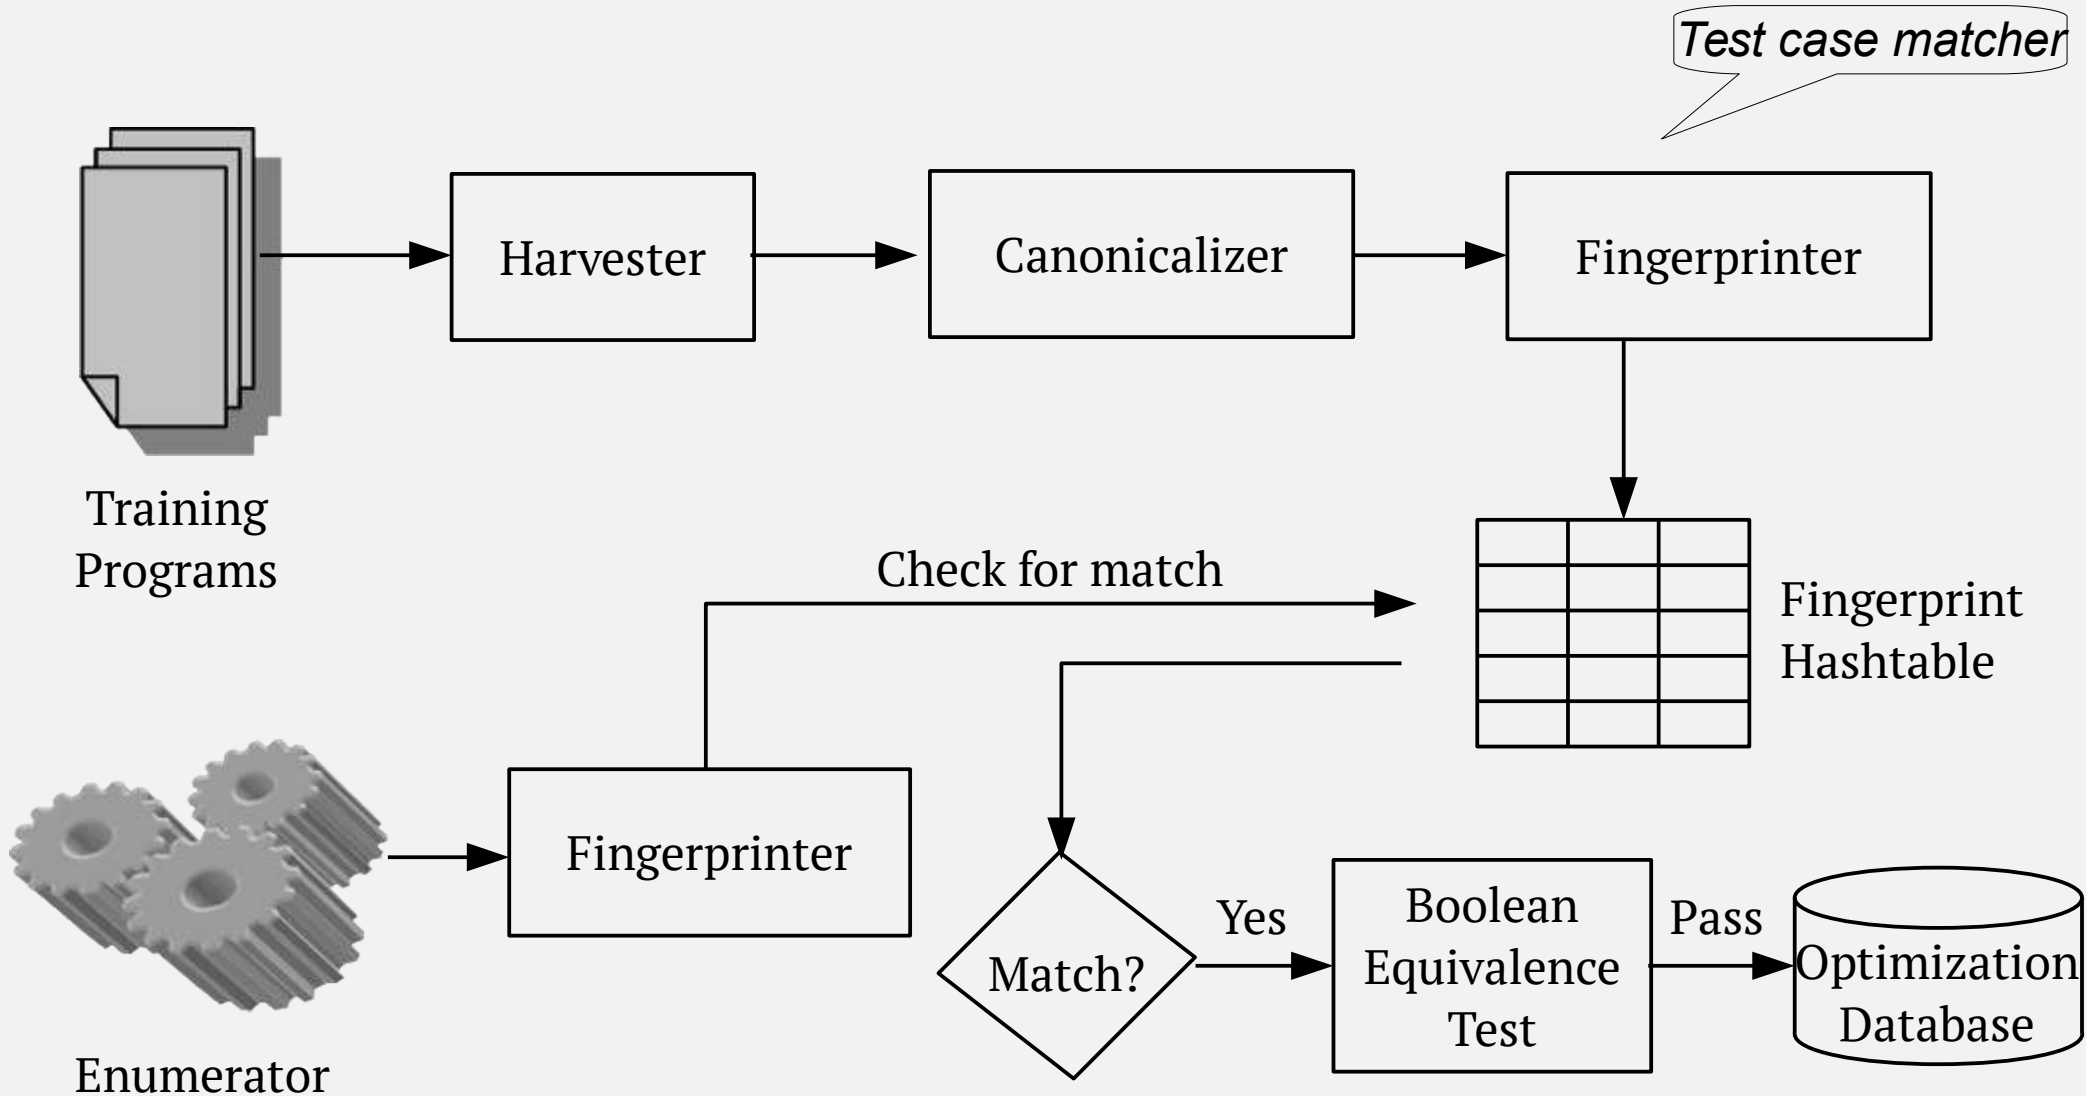 Test case matcher
Harvester
Canonicalizer
Fingerprinter
Training
Programs
Check for match
Fingerprint
Hashtable
Fingerprinter
Match?
Yes
Boolean
Equivalence
Test
Pass
Optimization
Database
Enumerator